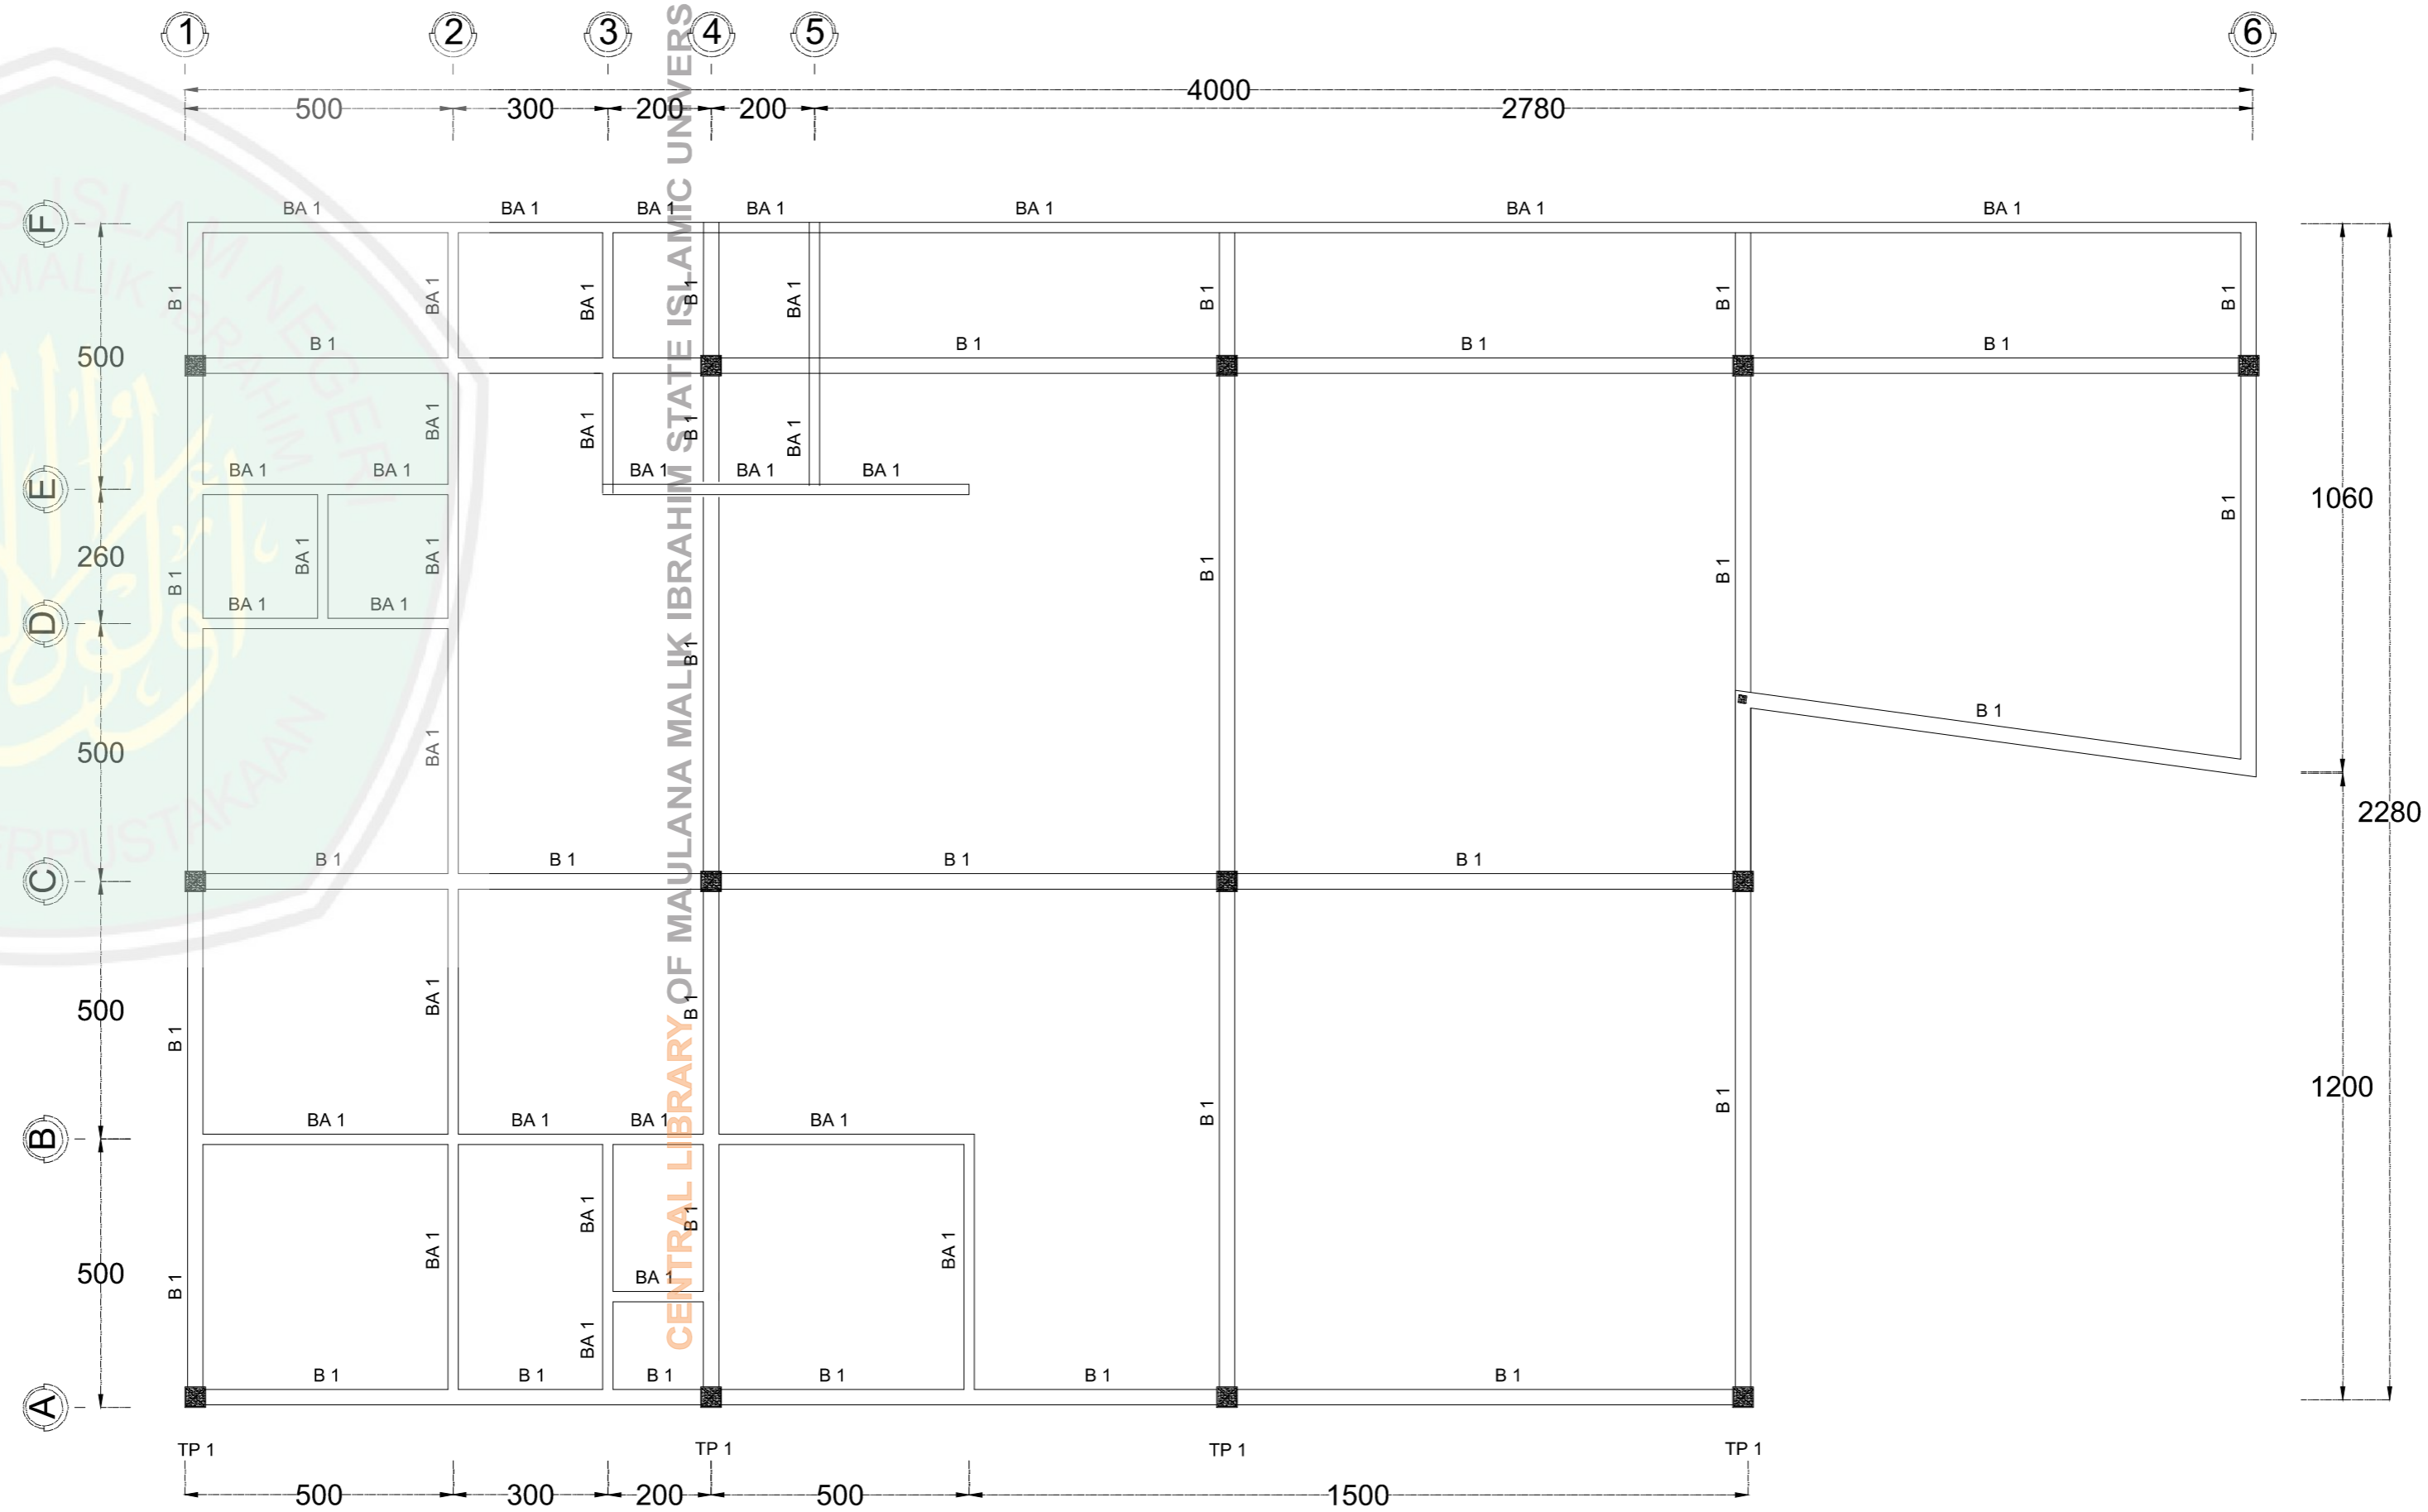 1 2 3 4 5 6
4000
500 300 200 200 2780
F
BA 1 BA 1 BA 1 BA 1 BA 1 BA 1 BA 1
B 1 BA 1 BA 1 B 1 BA 1 B 1 B 1 B 1
500
B 1 B 1 B 1 B 1
BA 1 BA 1 B 1 BA 1
BA 1 BA 1 BA 1 BA 1 BA 1
E
1060
B 1
260
B 1 BA 1 BA 1 B 1 B 1
BA 1 BA 1
D
B 1
B 1
500
BA 1
2280
B 1 B 1 B 1 B 1
C
500
B 1 BA 1 B 1
1200
B 1 B 1
BA 1 BA 1 BA 1 BA 1
B
BA 1 B 1
BA 1 BA 1
500
BA 1
B 1
BA 1
B 1 B 1 B 1 B 1 B 1 B 1
A
TP 1 TP 1 TP 1 TP 1
500 300 200 500 1500
CENTRAL LIBRARY OF MAULANA MALIK IBRAHIM STATE ISLAMIC UNIVERS
S ISLAM NEGERI
MALIK IBRAHIM
ERPUSTAKAAN